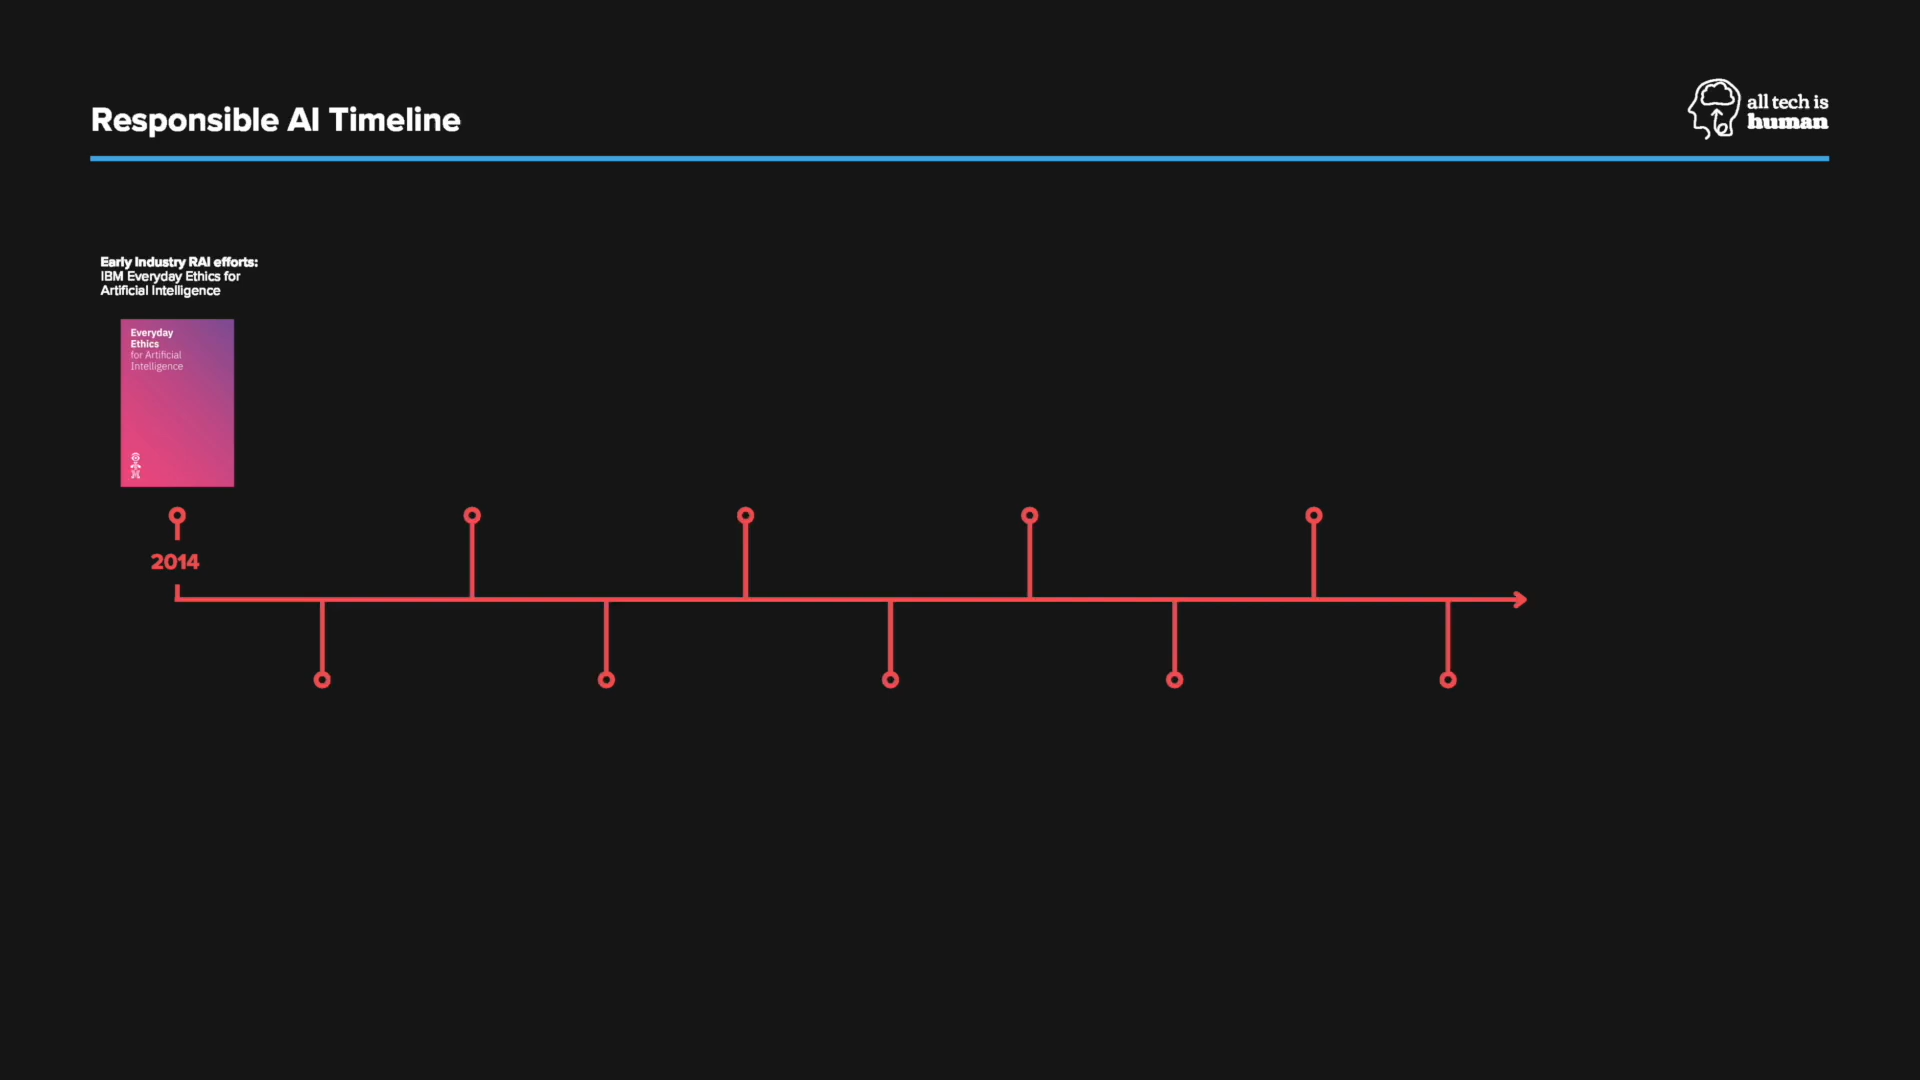 Responsible AI Timeline
all tech is
human
Early Industry RAI efforts:
IBM Everyday Ethics for
Artificial Intelligence
Everyday
Ethics
for Artificial
Intelligence
2014